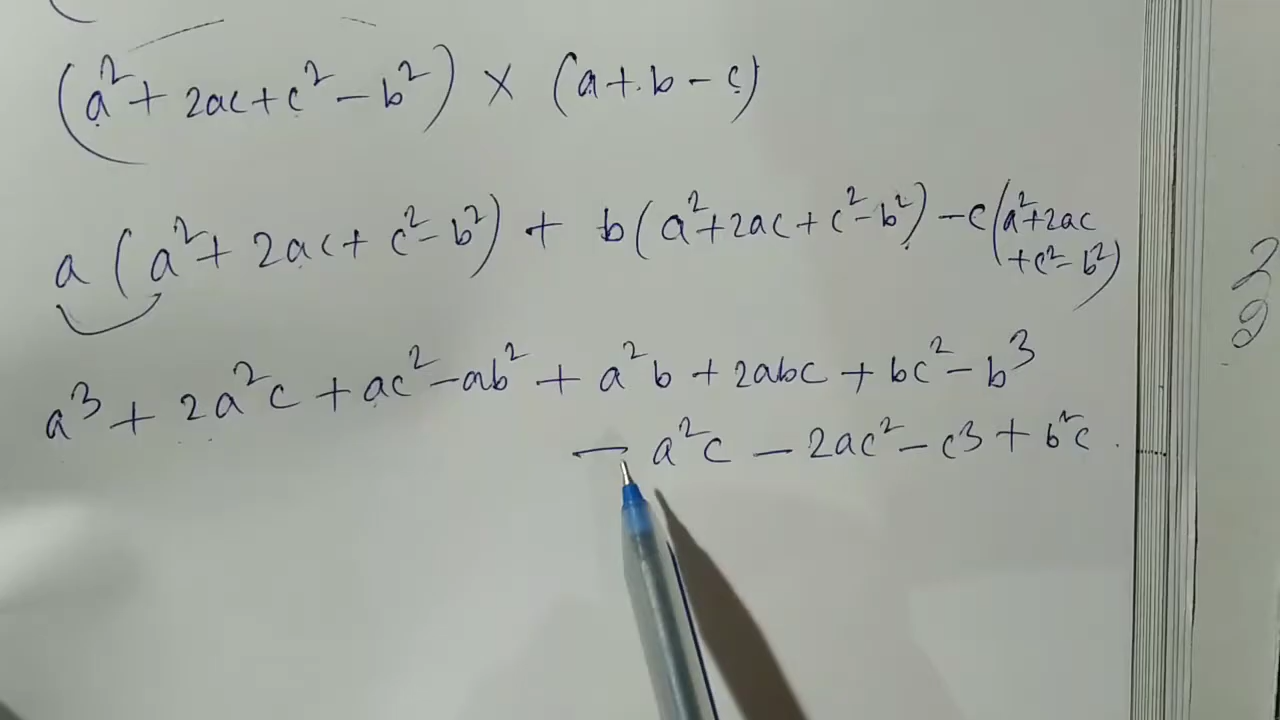 (a² + 2ac + c² - b²) × (a + b - c)
a (a² + 2ac + c² - b²) + b (a² + 2ac + c² - b²) - c (a² + 2ac
+ c² - b²)
a³ + 2a²c + ac² - ab² + a²b + 2abc + bc² - b³
- a²c - 2ac² - c3 + b²c